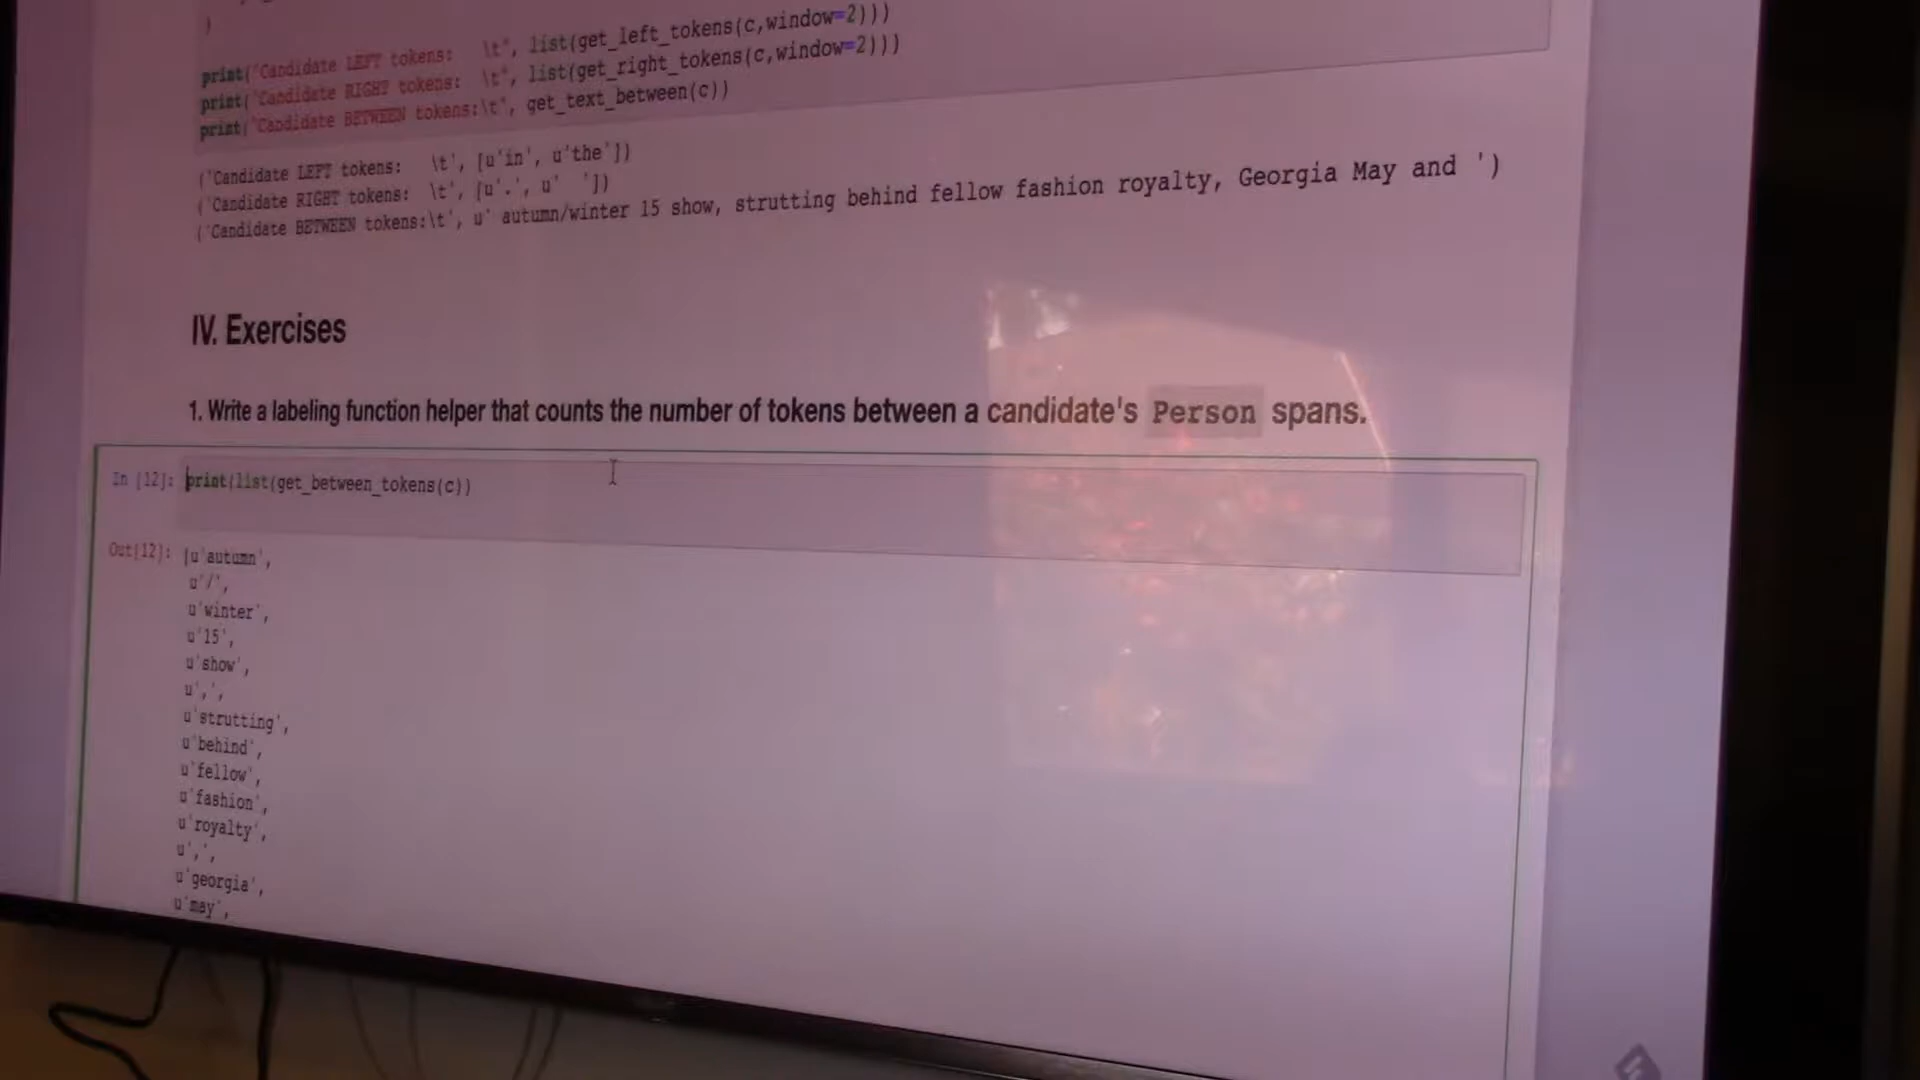 )
print('Candidate LEFT tokens:   \t", list(get_left_tokens(c,window=2)))
print('Candidate RIGHT tokens:  \t", list(get_right_tokens(c,window=2)))
print('Candidate BETWEEN tokens:\t", get_text_between(c))
('Candidate LEFT tokens:   \t', [u'in', u'the'])
('Candidate RIGHT tokens:  \t', [u'.', u'  '])
('Candidate BETWEEN tokens:\t', u' autumn/winter 15 show, strutting behind fellow fashion royalty, Georgia May and ')
IV. Exercises
1. Write a labeling function helper that counts the number of tokens between a candidate's Person spans.
In [12]: print(list(get_between_tokens(c))
Out[12]: [u'autumn',
u'/',
u'winter',
u'15',
u'show',
u',',
u'strutting',
u'behind',
u'fellow',
u'fashion',
u'royalty',
u',',
u'georgia',
u'may',